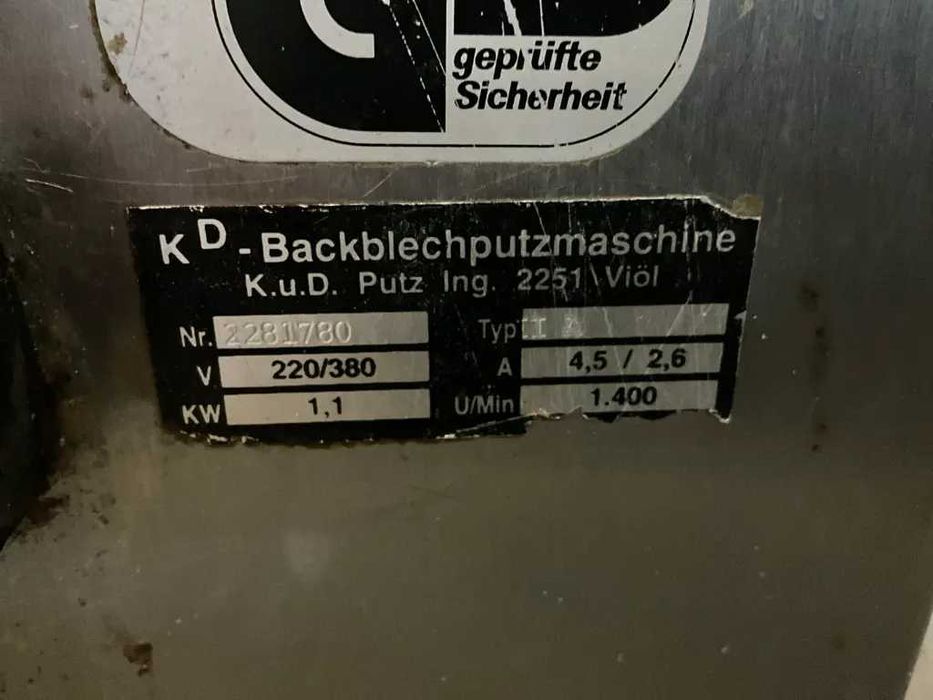 geprüfte
Sicherheit
KD-Backblechputzmaschine
K.u.D. Putz Ing. 2251 Viöl
Nr. 2281780 Typ II
V 220/380 A 4,5 / 2,6
KW 1,1 U/Min 1.400